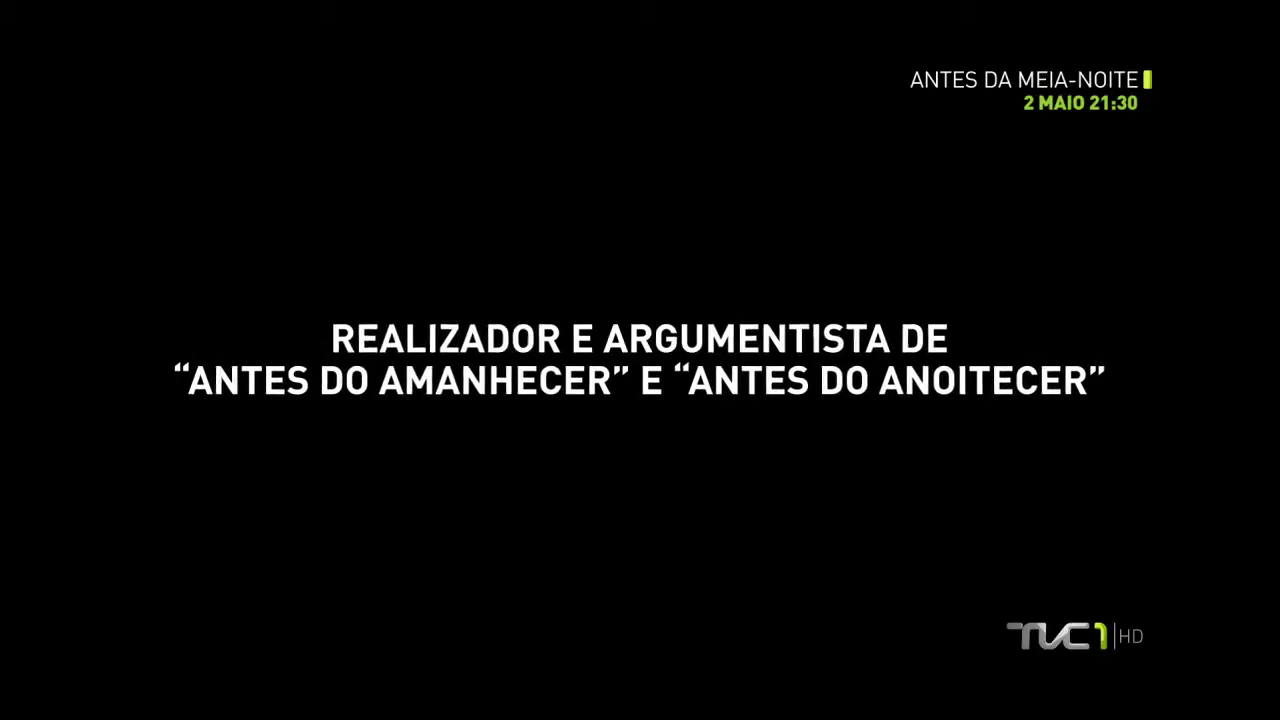 ANTES DA MEIA-NOITE
2 MAIO 21:30
REALIZADOR E ARGUMENTISTA DE
“ANTES DO AMANHECER” E “ANTES DO ANOITECER”
TVC1 HD